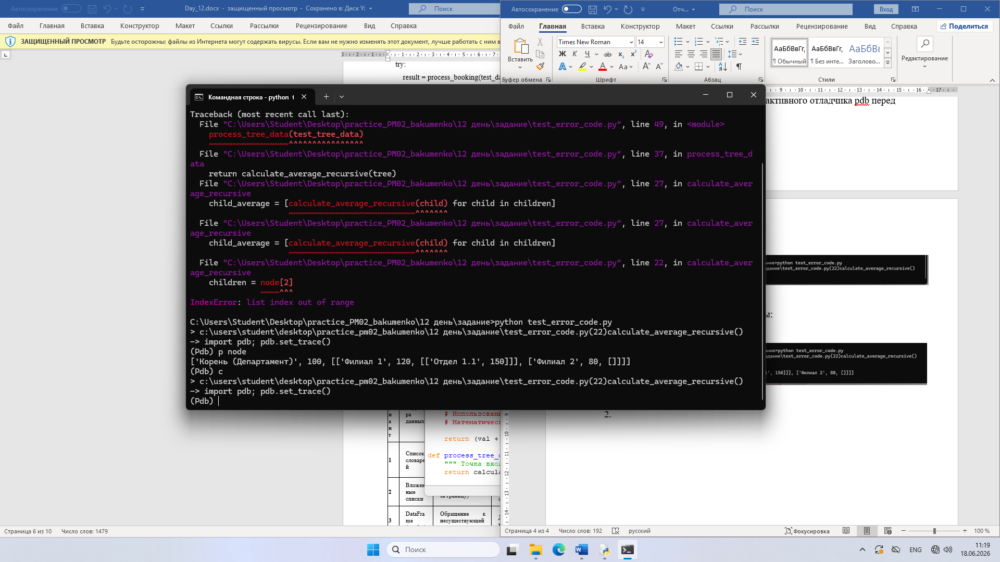 Автосохранение
Day_12.docx - защищенный просмотр - Сохранено в: Диск Y:
Поиск
Файл Главная Вставка Конструктор Макет Ссылки Рассылки Рецензирование Вид Справка
ЗАЩИЩЕННЫЙ ПРОСМОТР Будьте осторожны: файлы из Интернета могут содержать вирусы. Если вам не нужно изменять этот документ, лучше работать с ним в
try:
result = process_booking(test_da
Автосохранение
Отч...
Поиск
Вход
Файл Главная Вставка Конструктор Макет Ссылки Рассылки Рецензирование Вид Справка
Поделиться
Вставить
Буфер обмена
Times New Roman 14
Шрифт
Абзац
АаБбВвГг, АаБбВвГг, АаБбВ
¶ Обычный ¶ Без инте... Заголово...
Стили
Редактирование
активного отладчика pdb перед
Командная строка - python
Traceback (most recent call last):
File "C:\Users\Student\Desktop\practice_PM02_bakumenko\12 день\задание\test_error_code.py", line 49, in <module>
process_tree_data(test_tree_data)
~~~~~~~~~~~~~~~~~^^^^^^^^^^^^^^^^
File "C:\Users\Student\Desktop\practice_PM02_bakumenko\12 день\задание\test_error_code.py", line 37, in process_tree_d
ata
return calculate_average_recursive(tree)
File "C:\Users\Student\Desktop\practice_PM02_bakumenko\12 день\задание\test_error_code.py", line 27, in calculate_aver
age_recursive
child_average = [calculate_average_recursive(child) for child in children]
~~~~~~~~~~~~~~~~~~~~~~~~~~~^^^^^^^
File "C:\Users\Student\Desktop\practice_PM02_bakumenko\12 день\задание\test_error_code.py", line 27, in calculate_aver
age_recursive
child_average = [calculate_average_recursive(child) for child in children]
~~~~~~~~~~~~~~~~~~~~~~~~~~~^^^^^^^
File "C:\Users\Student\Desktop\practice_PM02_bakumenko\12 день\задание\test_error_code.py", line 22, in calculate_aver
age_recursive
children = node[2]
~~~~^^^
IndexError: list index out of range
C:\Users\Student\Desktop\practice_PM02_bakumenko\12 день\задание>python test_error_code.py
> c:\users\student\desktop\practice_pm02_bakumenko\12 день\задание\test_error_code.py(22)calculate_average_recursive()
-> import pdb; pdb.set_trace()
(Pdb) p node
['Корень (Департамент)', 100, [['Филиал 1', 120, [['Отдел 1.1', 150]]], ['Филиал 2', 80, []]]]
(Pdb) c
> c:\users\student\desktop\practice_pm02_bakumenko\12 день\задание\test_error_code.py(22)calculate_average_recursive()
-> import pdb; pdb.set_trace()
(Pdb)
ние>python test_error_code.py
адание\test_error_code.py(22)calculate_average_recursive()
ы:
ние>python test_error_code.py
адание\test_error_code.py(22)calculate_average_recursive()
1', 150]]], ['Филиал 2', 80, []]]]
2.
и
а
н
т
ра
данных
1
Список
словаре
й
2
Вложен
ные
списки
за границу)
3
DataFra
me
Обращение к
несуществующей
# Использовани
# Математическ
return (val +
def process_tree_
""" Точка вхо
return calcula
Страница 6 из 10 Число слов: 1479
Страница 4 из 4 Число слов: 192 русский
Фокусировка
100 %
Поиск
ENG
11:19
18.06.2026